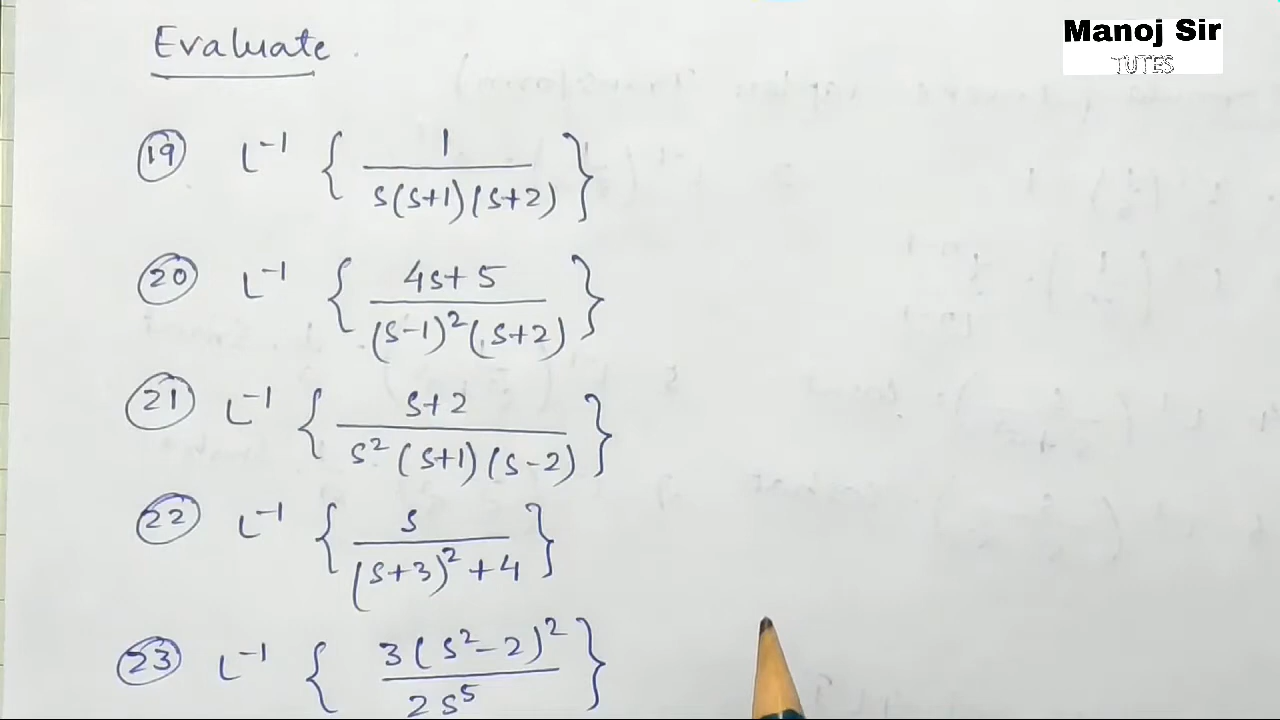 Manoj Sir
TUTES
Evaluate.
(19) L⁻¹ { 1 / s(s+1)(s+2) }
(20) L⁻¹ { 4s+5 / (s-1)²(s+2) }
(21) L⁻¹ { s+2 / s²(s+1)(s-2) }
(22) L⁻¹ { s / (s+3)²+4 }
(23) L⁻¹ { 3(s²-2)² / 2s⁵ }